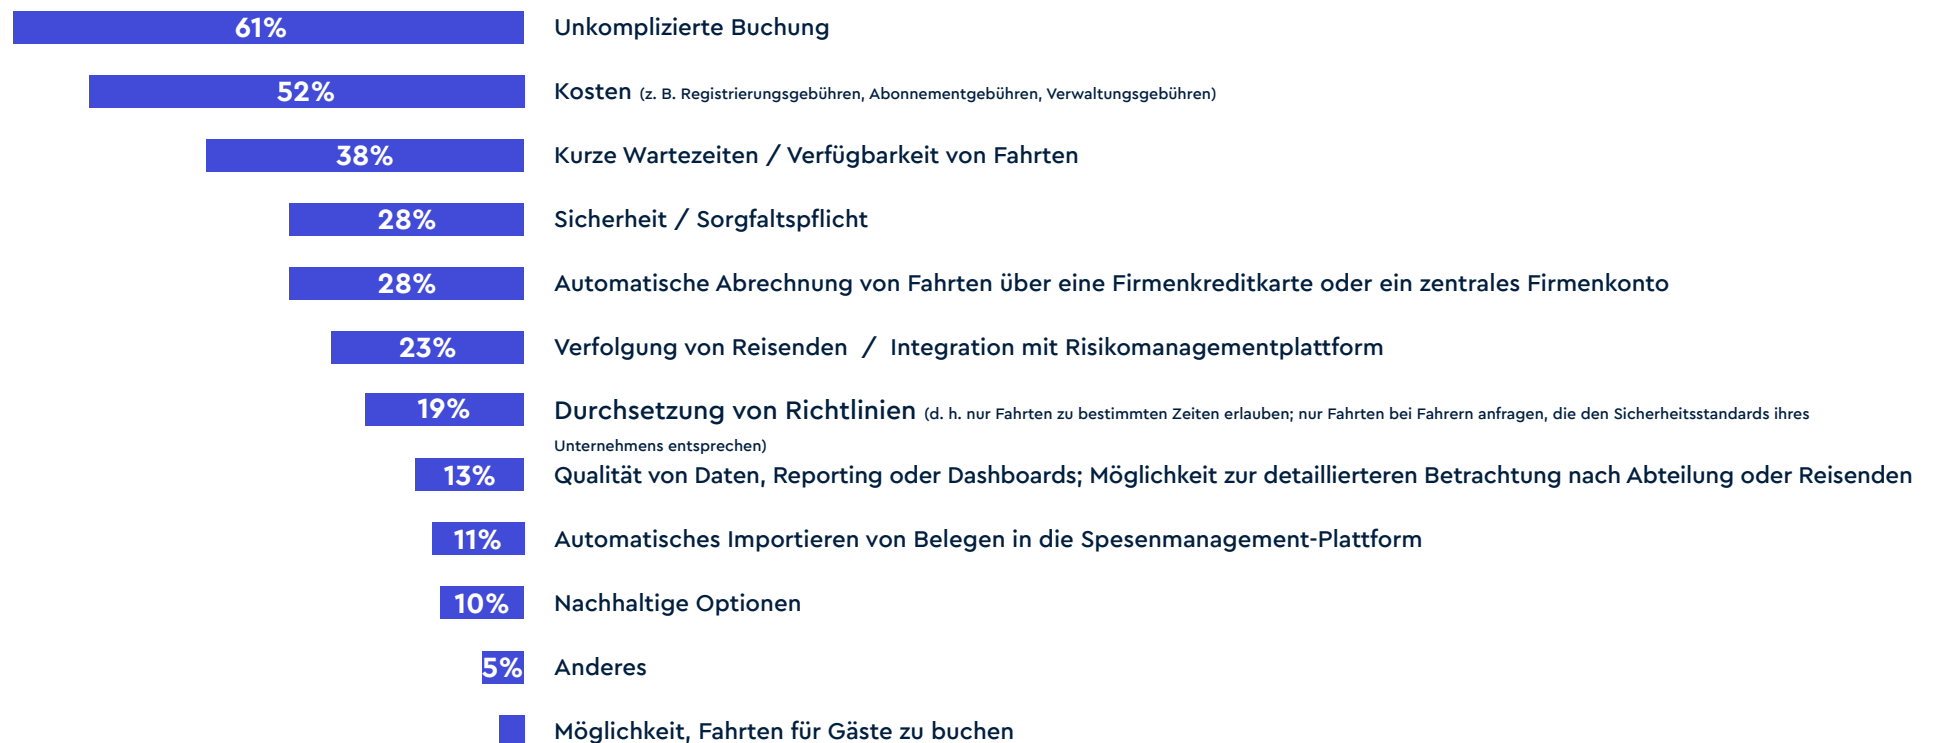 61% Unkomplizierte Buchung
52% Kosten (z. B. Registrierungsgebühren, Abonnementgebühren, Verwaltungsgebühren)
38% Kurze Wartezeiten / Verfügbarkeit von Fahrten
28% Sicherheit / Sorgfaltspflicht
28% Automatische Abrechnung von Fahrten über eine Firmenkreditkarte oder ein zentrales Firmenkonto
23% Verfolgung von Reisenden / Integration mit Risikomanagementplattform
19% Durchsetzung von Richtlinien (d. h. nur Fahrten zu bestimmten Zeiten erlauben; nur Fahrten bei Fahrern anfragen, die den Sicherheitsstandards ihres
Unternehmens entsprechen)
13% Qualität von Daten, Reporting oder Dashboards; Möglichkeit zur detaillierteren Betrachtung nach Abteilung oder Reisenden
11% Automatisches Importieren von Belegen in die Spesenmanagement-Plattform
10% Nachhaltige Optionen
5% Anderes
Möglichkeit, Fahrten für Gäste zu buchen